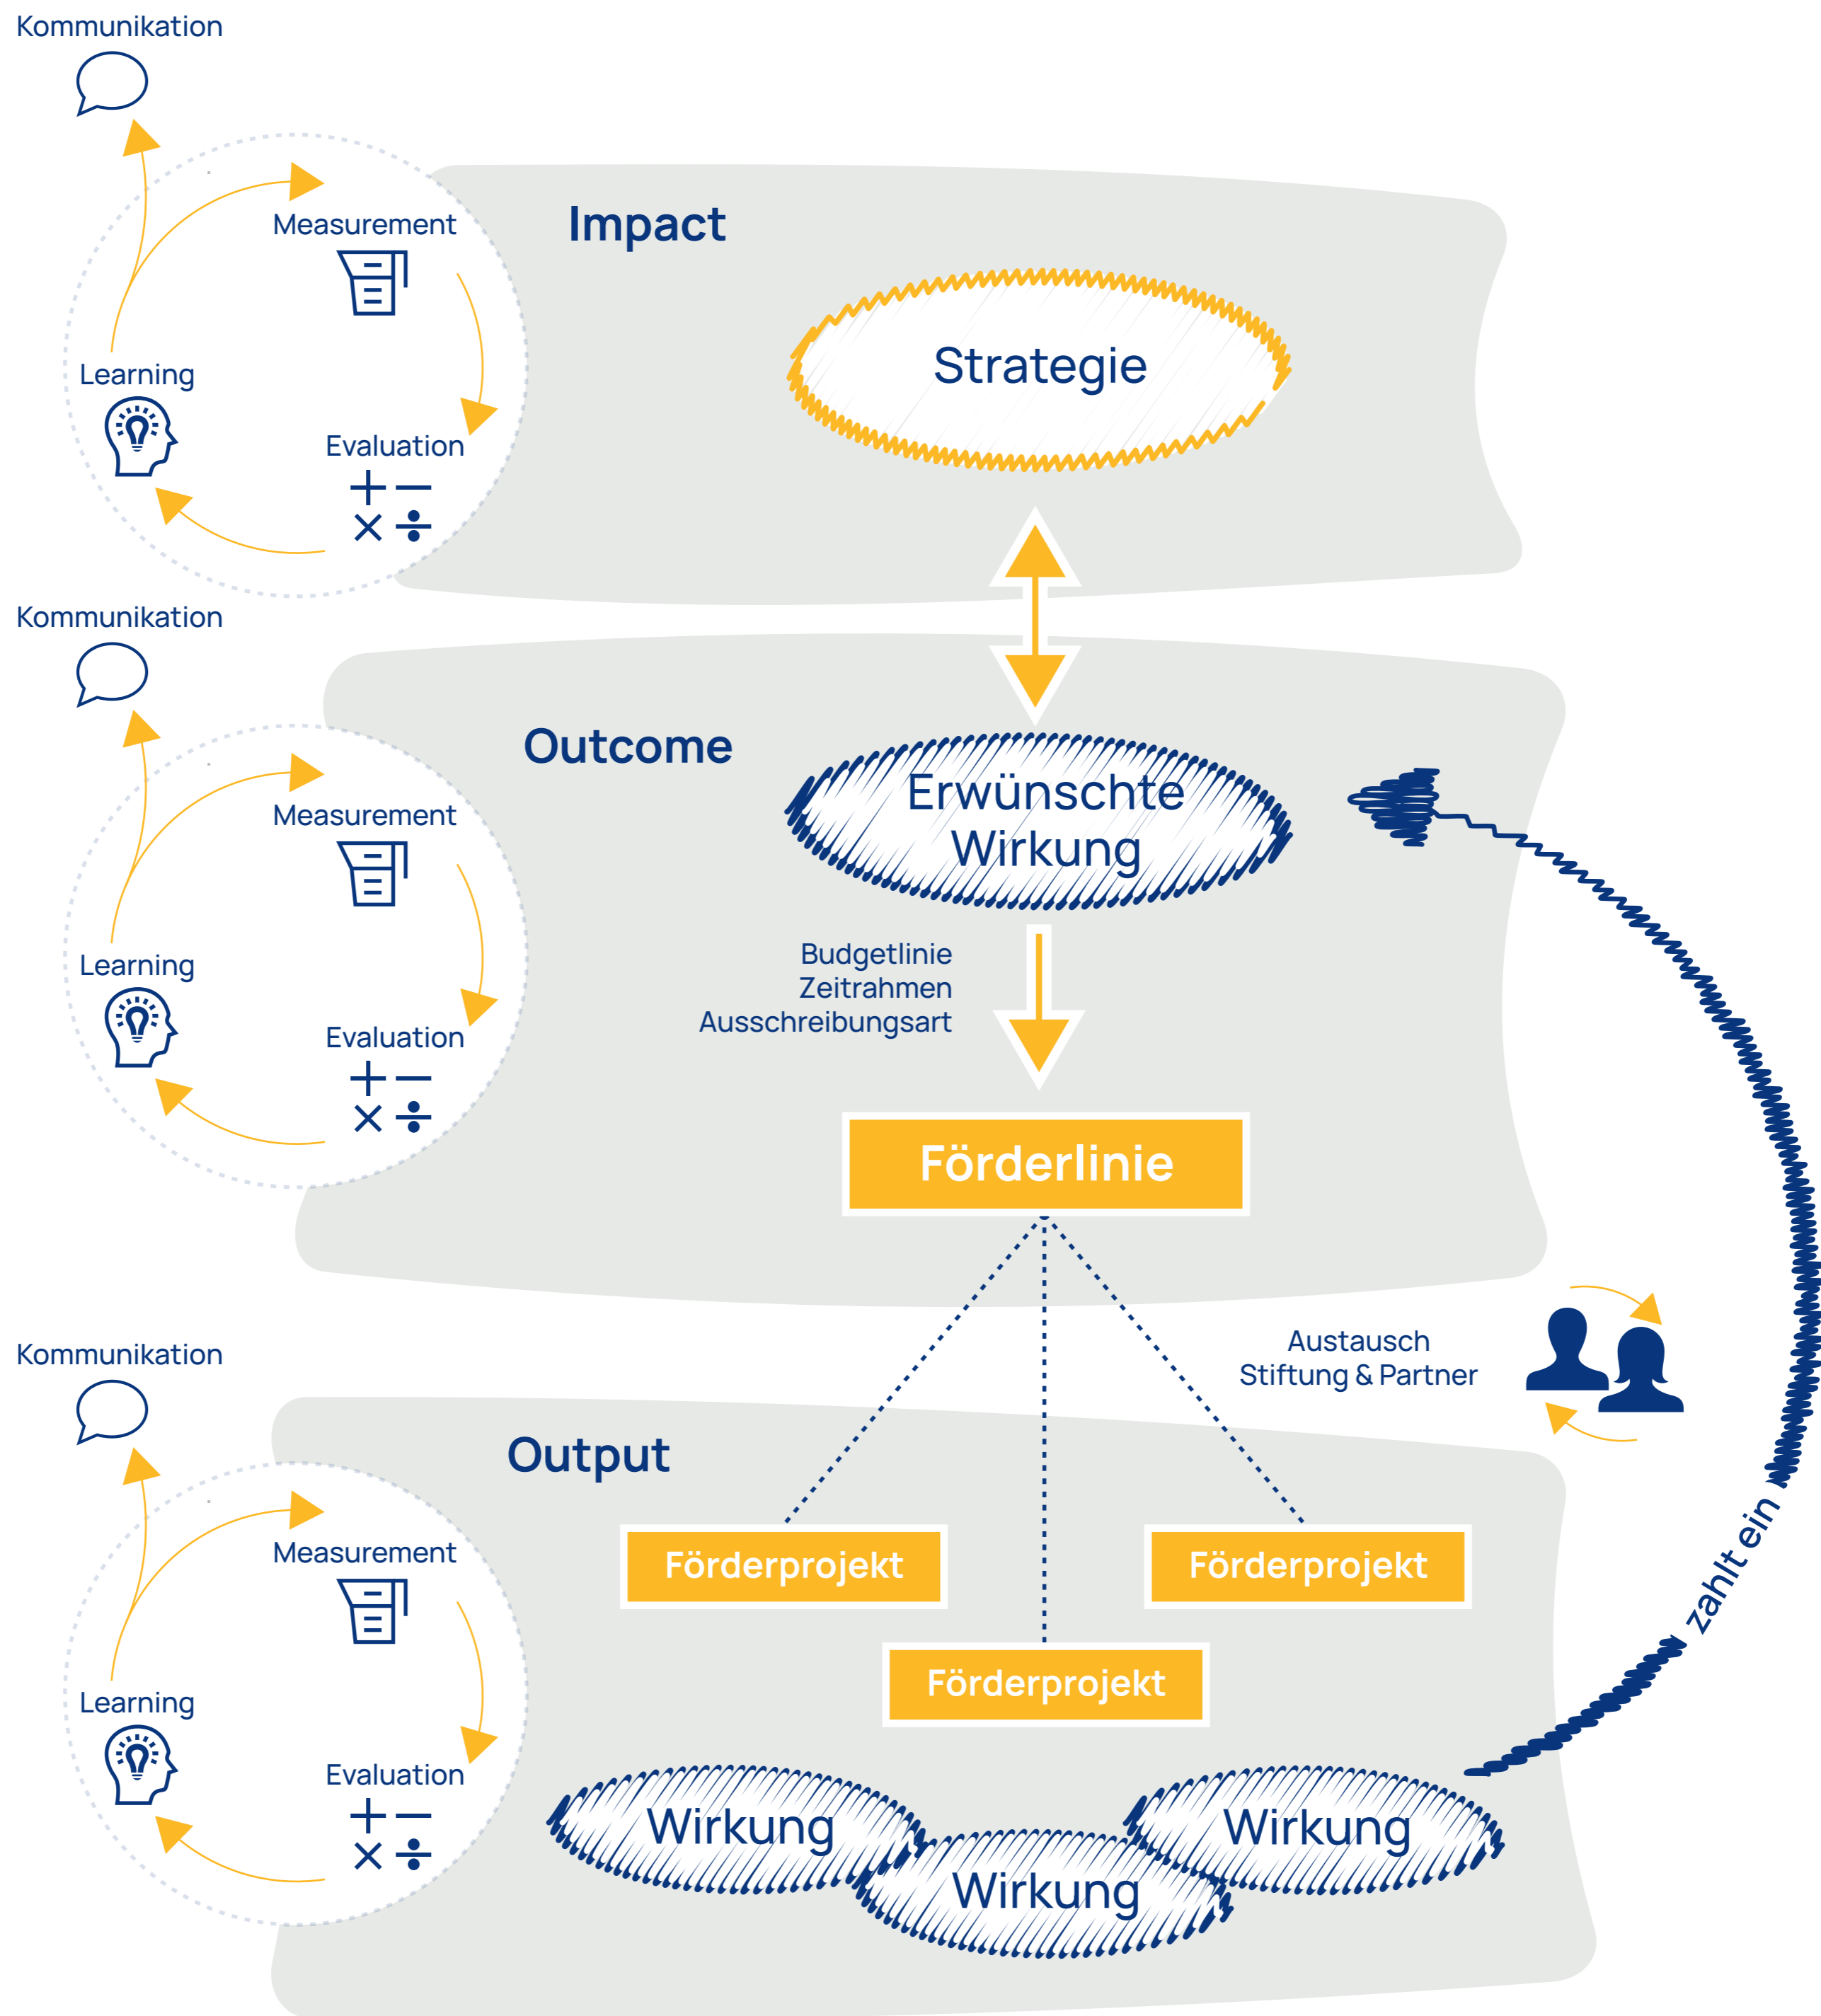 Kommunikation
Measurement
Learning
Evaluation
Impact
Strategie
Kommunikation
Measurement
Learning
Evaluation
Outcome
Erwünschte
Wirkung
Budgetlinie
Zeitrahmen
Ausschreibungsart
Förderlinie
Austausch
Stiftung & Partner
Kommunikation
Measurement
Learning
Evaluation
Output
Förderprojekt
Förderprojekt
Förderprojekt
zahlt ein
Wirkung
Wirkung
Wirkung